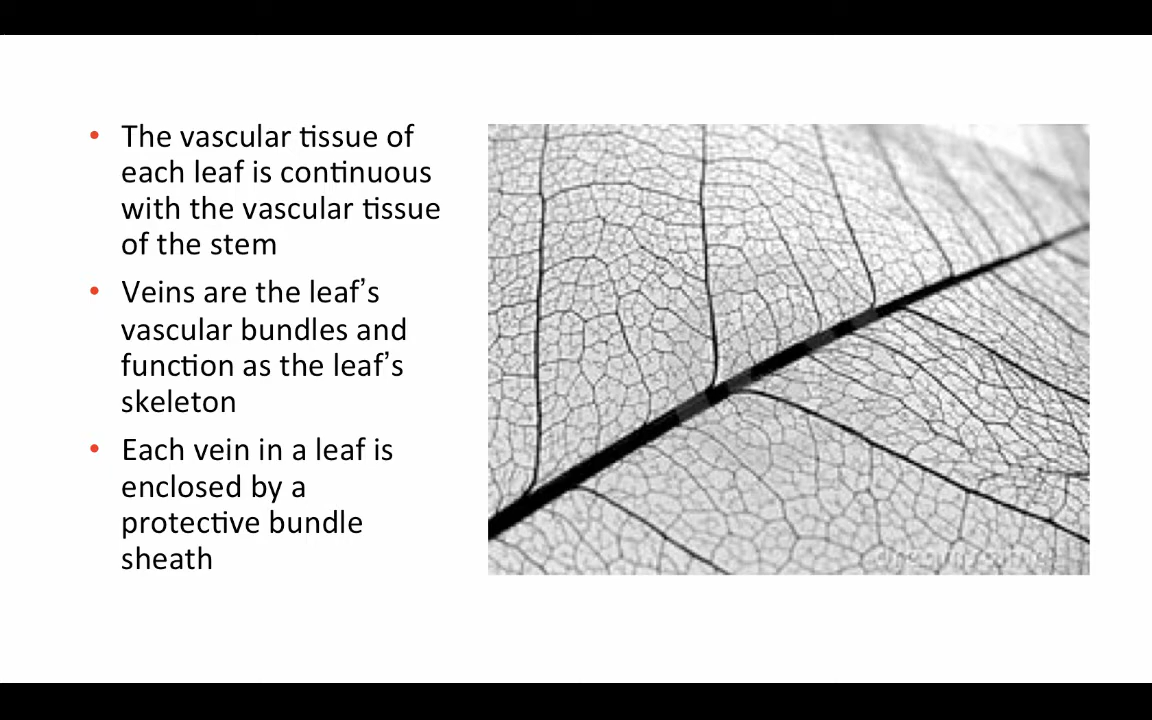 • The vascular tissue of
each leaf is continuous
with the vascular tissue
of the stem
• Veins are the leaf’s
vascular bundles and
function as the leaf’s
skeleton
• Each vein in a leaf is
enclosed by a
protective bundle
sheath